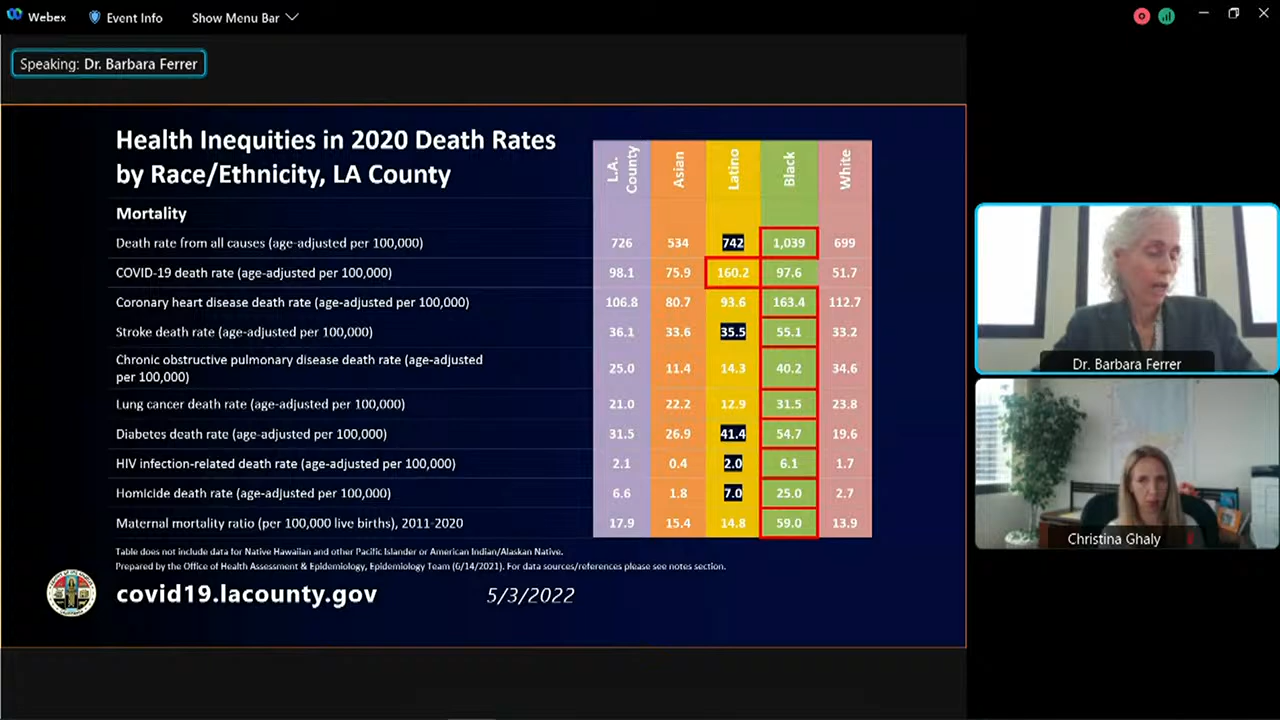 Webex
Event Info
Show Menu Bar
Speaking: Dr. Barbara Ferrer
Health Inequities in 2020 Death Rates
by Race/Ethnicity, LA County
L.A.
County
Asian
Latino
Black
White
Mortality
Death rate from all causes (age-adjusted per 100,000) 726 534 742 1,039 699
COVID-19 death rate (age-adjusted per 100,000) 98.1 75.9 160.2 97.6 51.7
Coronary heart disease death rate (age-adjusted per 100,000) 106.8 80.7 93.6 163.4 112.7
Stroke death rate (age-adjusted per 100,000) 36.1 33.6 35.5 55.1 33.2
Chronic obstructive pulmonary disease death rate (age-adjusted
per 100,000) 25.0 11.4 14.3 40.2 34.6
Lung cancer death rate (age-adjusted per 100,000) 21.0 22.2 12.9 31.5 23.8
Diabetes death rate (age-adjusted per 100,000) 31.5 26.9 41.4 54.7 19.6
HIV infection-related death rate (age-adjusted per 100,000) 2.1 0.4 2.0 6.1 1.7
Homicide death rate (age-adjusted per 100,000) 6.6 1.8 7.0 25.0 2.7
Maternal mortality ratio (per 100,000 live births), 2011-2020 17.9 15.4 14.8 59.0 13.9
Table does not include data for Native Hawaiian and other Pacific Islander or American Indian/Alaskan Native.
Prepared by the Office of Health Assessment & Epidemiology, Epidemiology Team (6/14/2021). For data sources/references please see notes section.
covid19.lacounty.gov 5/3/2022
Dr. Barbara Ferrer
Christina Ghaly